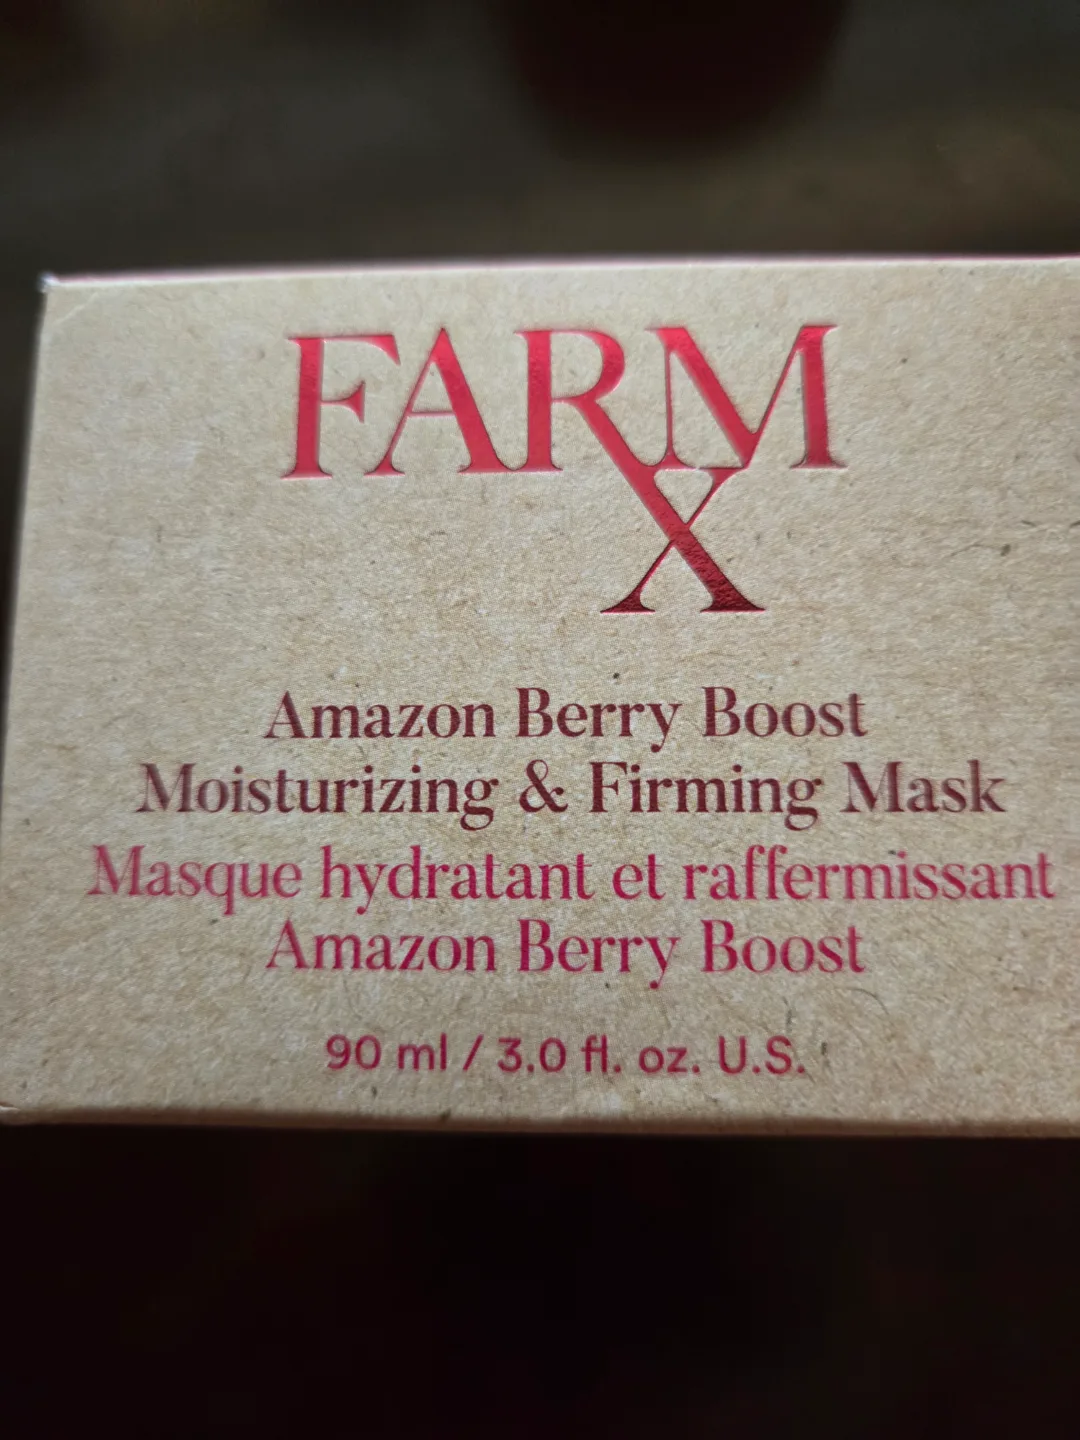 FARM
X
Amazon Berry Boost
Moisturizing & Firming Mask
Masque hydratant et raffermissant
Amazon Berry Boost
90 ml / 3.0 fl. oz. U.S.